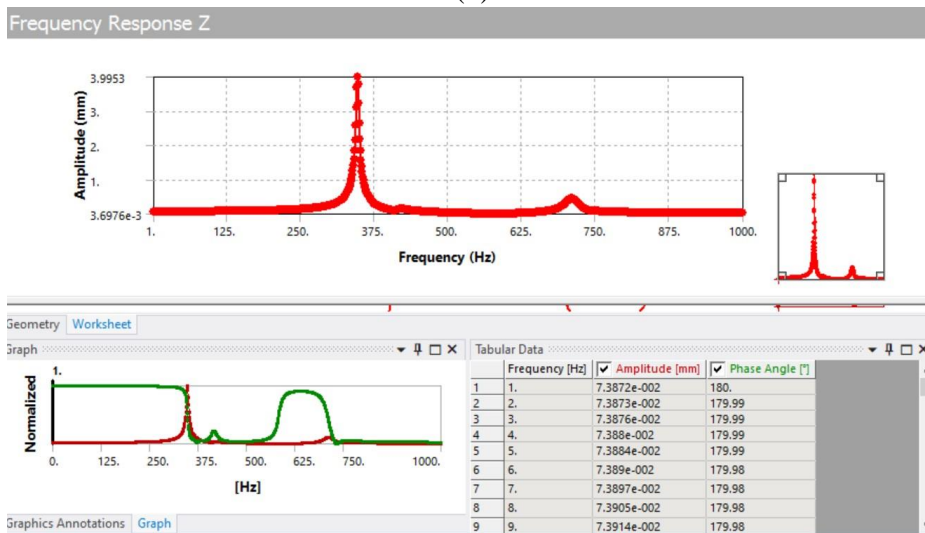 Frequency Response Z
3.9953
3.
2.
1.
3.6976e-3
Amplitude (mm)
1. 125. 250. 375. 500. 625. 750. 875. 1000.
Frequency (Hz)
Geometry Worksheet
Graph
1.
Normalized
0. 125. 250. 375. 500. 625. 750. 1000.
[Hz]
Graphics Annotations Graph
Tabular Data
Frequency [Hz] Amplitude [mm] Phase Angle [°]
1 1. 7.3872e-002 180.
2 2. 7.3873e-002 179.99
3 3. 7.3876e-002 179.99
4 4. 7.388e-002 179.99
5 5. 7.3884e-002 179.99
6 6. 7.389e-002 179.98
7 7. 7.3897e-002 179.98
8 8. 7.3905e-002 179.98
9 9. 7.3914e-002 179.98